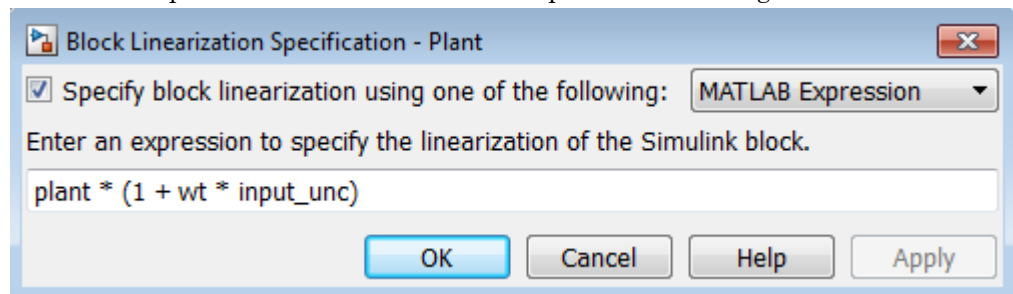 Block Linearization Specification - Plant
Specify block linearization using one of the following: MATLAB Expression
Enter an expression to specify the linearization of the Simulink block.
plant * (1 + wt * input_unc)
OK Cancel Help Apply